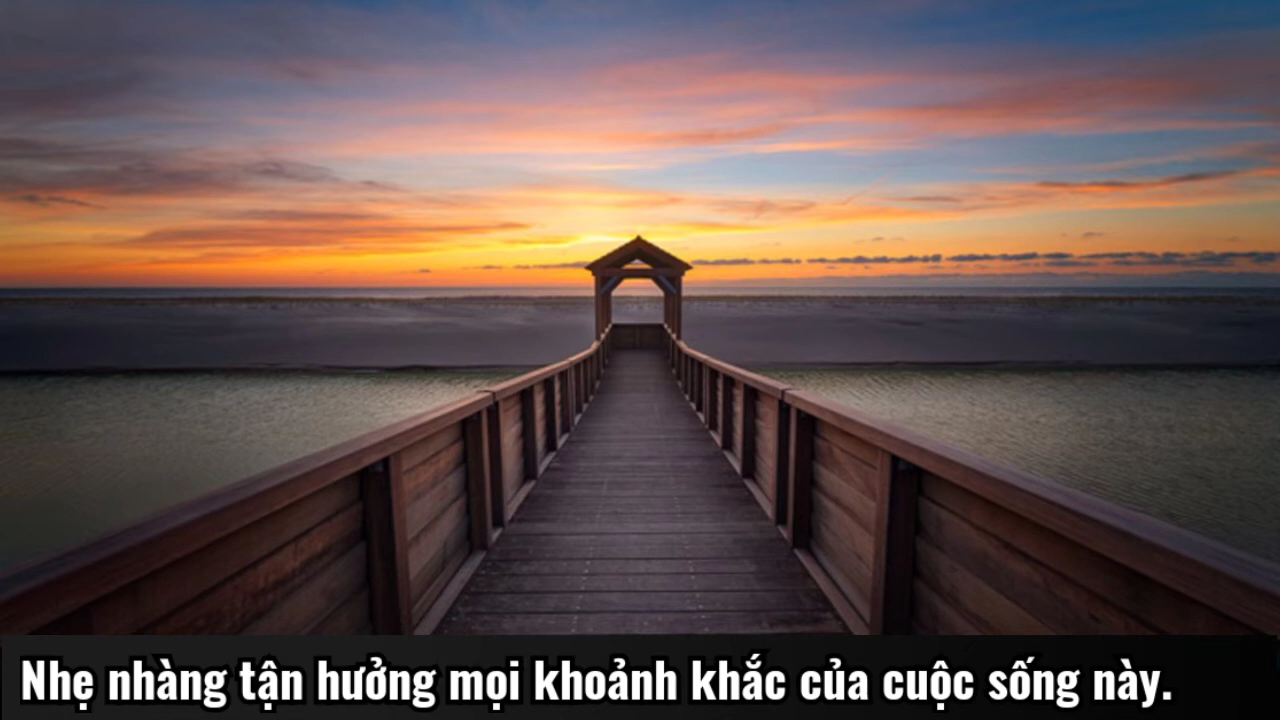 Nhẹ nhàng tận hưởng mọi khoảnh khắc của cuộc sống này.